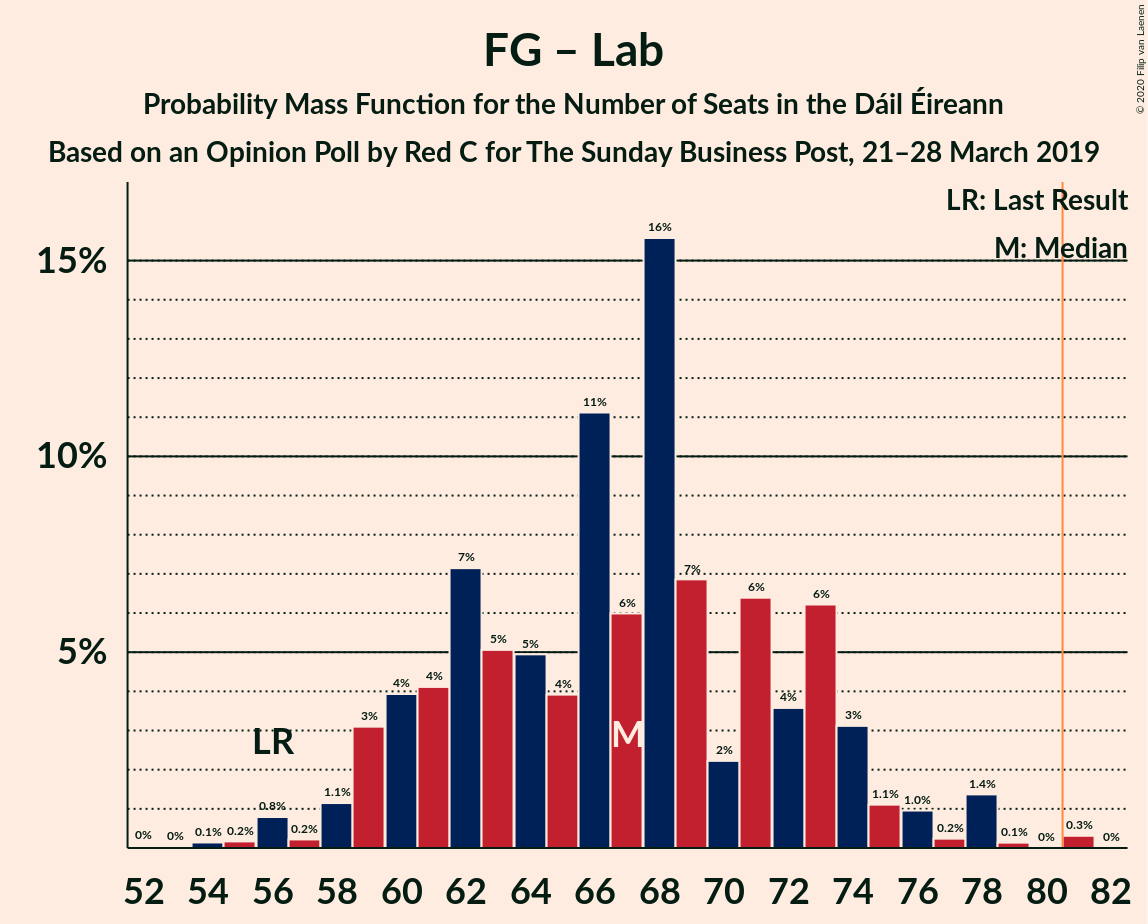 FG – Lab
Probability Mass Function for the Number of Seats in the Dáil Éireann
Based on an Opinion Poll by Red C for The Sunday Business Post, 21–28 March 2019
© 2020 Filip van Laenen
LR: Last Result
M: Median
15%
10%
5%
0% 0% 0.1% 0.2% 0.8% 0.2% 1.1% 3% 4% 4% 7% 5% 5% 4% 11% 6% 16% 7% 2% 6% 4% 6% 3% 1.1% 1.0% 0.2% 1.4% 0.1% 0% 0.3% 0%
LR
M
52 54 56 58 60 62 64 66 68 70 72 74 76 78 80 82